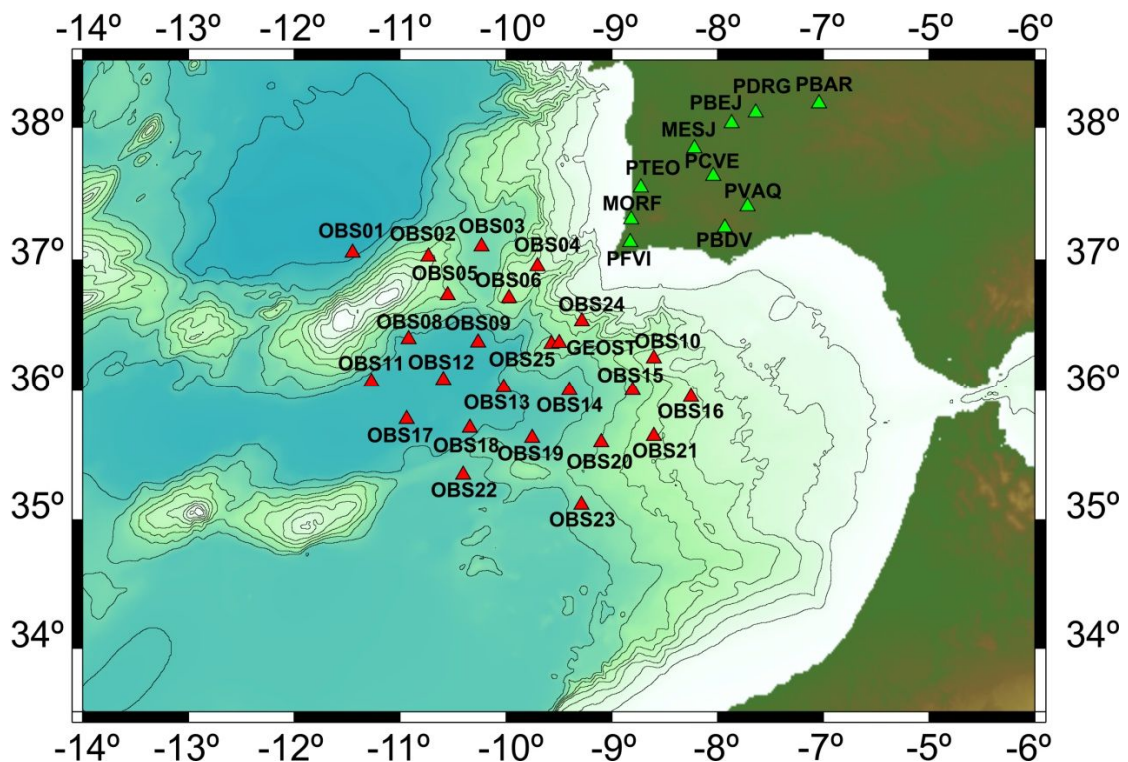 -14º -13º -12º -11º -10º -9º -8º -7º -6º
38º 38º
PDRG PBAR
PBEJ
MESJ
PTEO PCVE
PVAQ
MORF
PBDV
PFVI
37º 37º
OBS01 OBS02 OBS03
OBS04
OBS05 OBS06
OBS24
OBS08 OBS09
OBS25 GEOST OBS10
OBS11 OBS12
36º 36º
OBS13 OBS14 OBS15
OBS16
OBS17 OBS18 OBS19 OBS20 OBS21
OBS22
OBS23
35º 35º
34º 34º
-14º -13º -12º -11º -10º -9º -8º -7º -6º